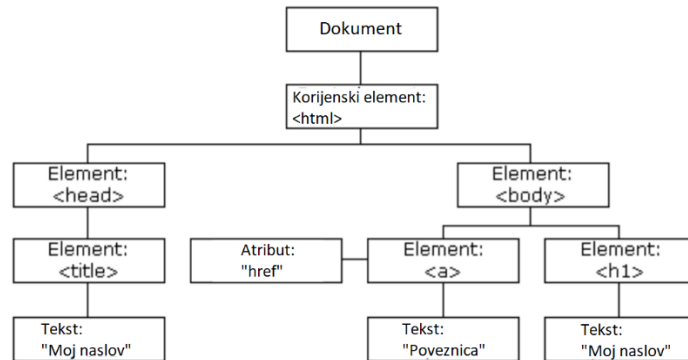 Dokument
Korijenski element:
<html>
Element:
<head>
Element:
<body>
Element:
<title>
Atribut:
"href"
Element:
<a>
Element:
<h1>
Tekst:
"Moj naslov"
Tekst:
"Poveznica"
Tekst:
"Moj naslov"